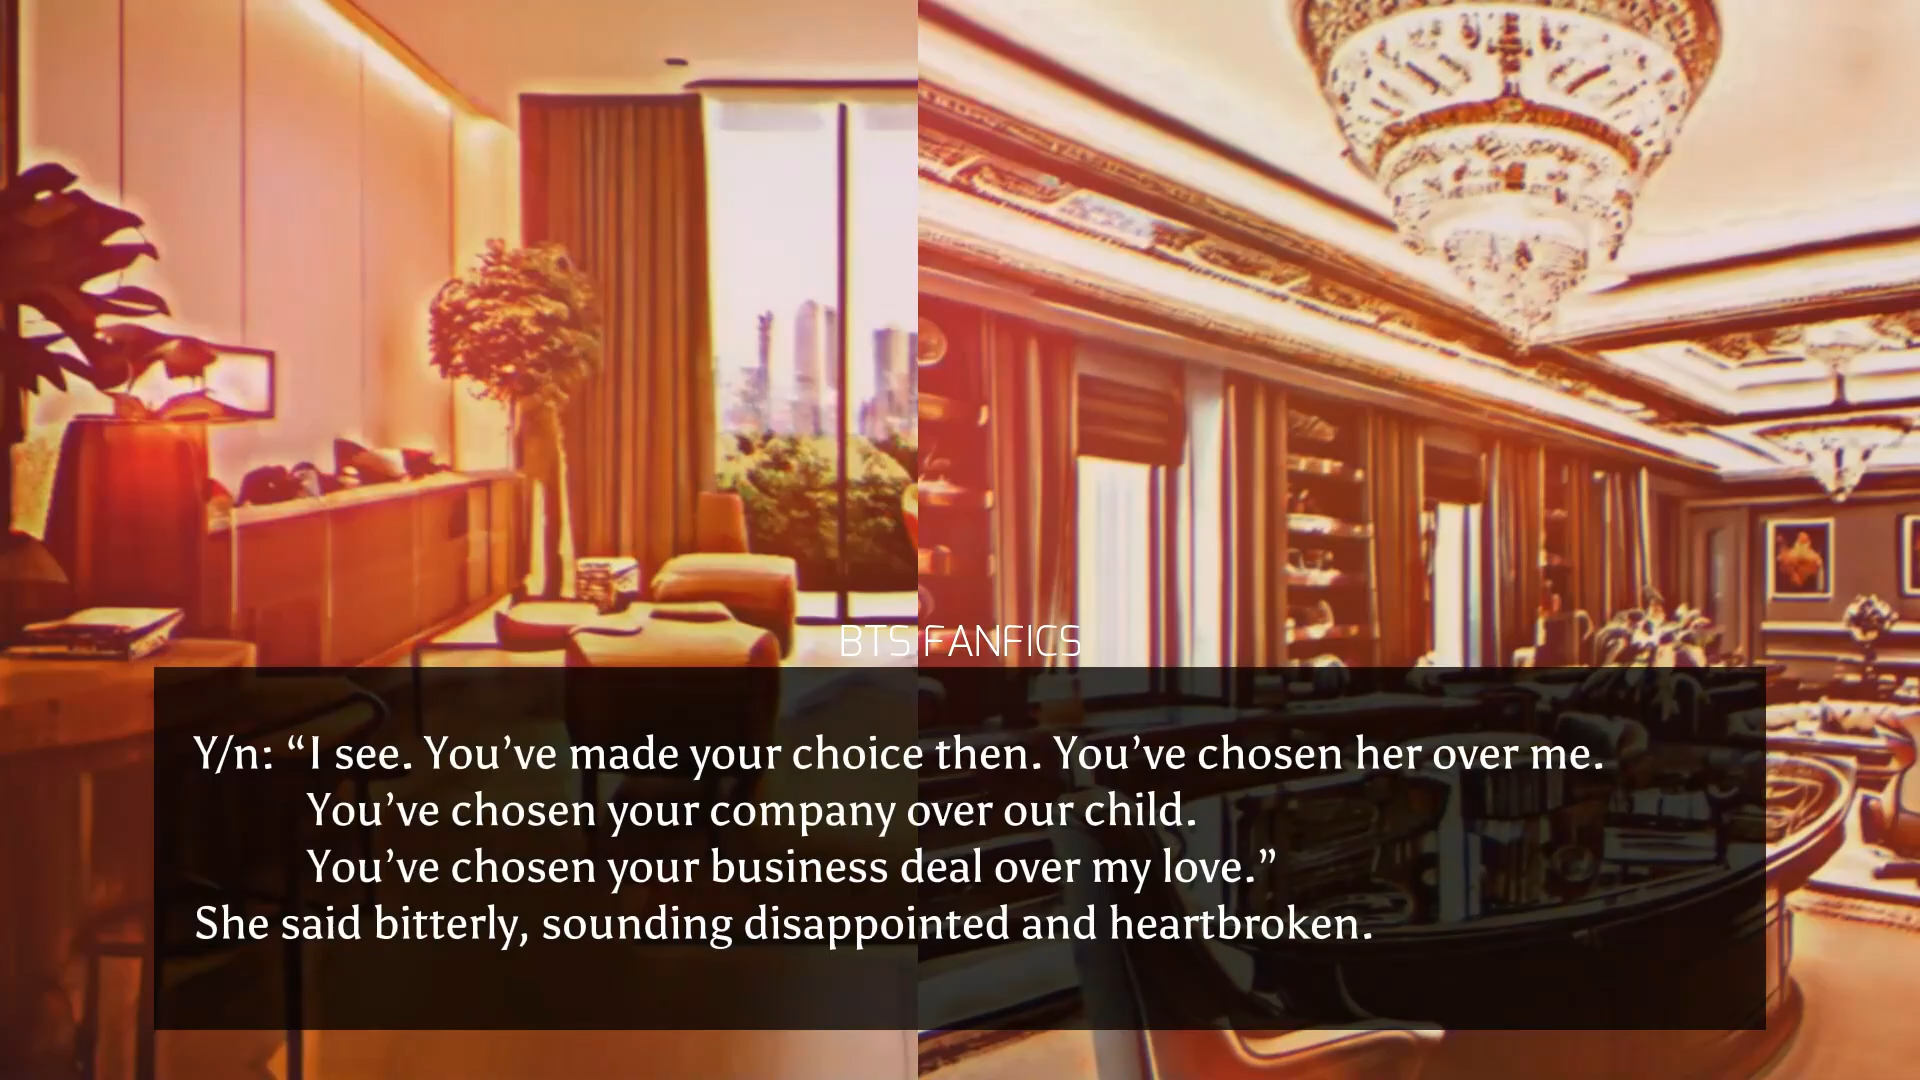 BTS FANFICS
Y/n: “I see. You’ve made your choice then. You’ve chosen her over me.
You’ve chosen your company over our child.
You’ve chosen your business deal over my love.”
She said bitterly, sounding disappointed and heartbroken.